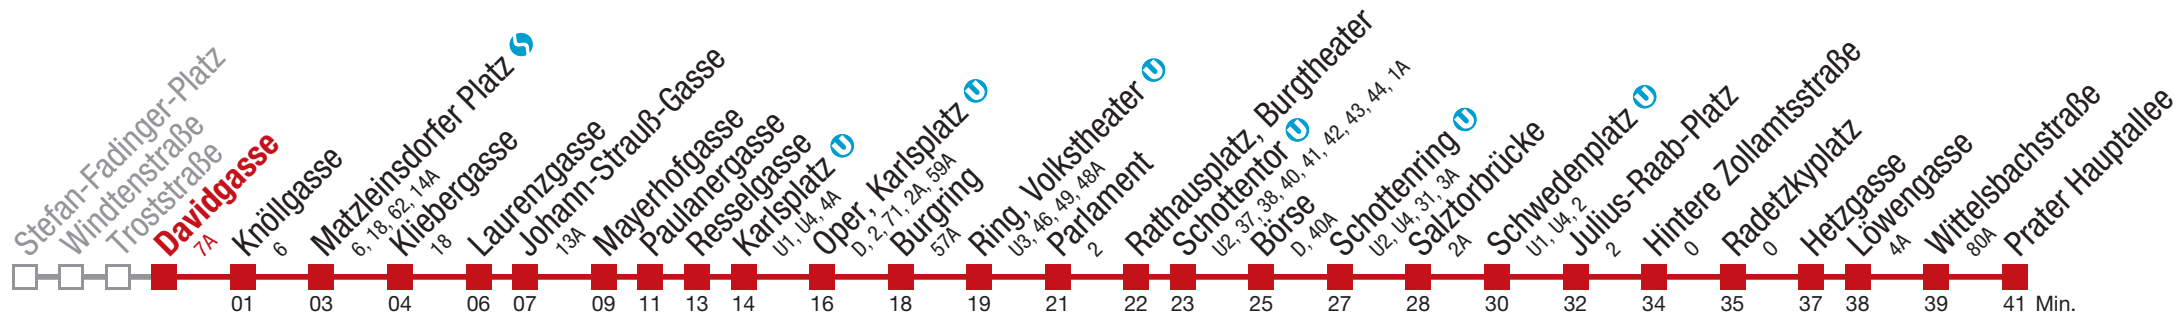 Stefan-Fadinger-Platz
Windtenstraße
Troststraße
Davidgasse
7A
Knöllgasse
6
Matzleinsdorfer Platz S
6, 18, 62, 14A
Kliebergasse
18
Laurenzgasse
Johann-Strauß-Gasse
13A
Mayerhofgasse
Paulanergasse
Resselgasse
Karlsplatz U
U1, U4, 4A
Oper, Karlsplatz U
D, 2, 71, 2A, 59A
Burgring
57A
Ring, Volkstheater U
U3, 46, 49, 48A
Parlament
2
Rathausplatz, Burgtheater
Schottentor U
U2, 37, 38, 40, 41, 42, 43, 44, 1A
Börse
D, 40A
Schottenring U
U2, U4, 31, 3A
Salztorbrücke
2A
Schwedenplatz U
U1, U4, 2
Julius-Raab-Platz
2
Hintere Zollamtsstraße
O
Radetzkyplatz
O
Hetzgasse
Löwengasse
4A
Wittelsbachstraße
80A
Prater Hauptallee
01 03 04 06 07 09 11 13 14 16 18 19 21 22 23 25 27 28 30 32 34 35 37 38 39 41 Min.